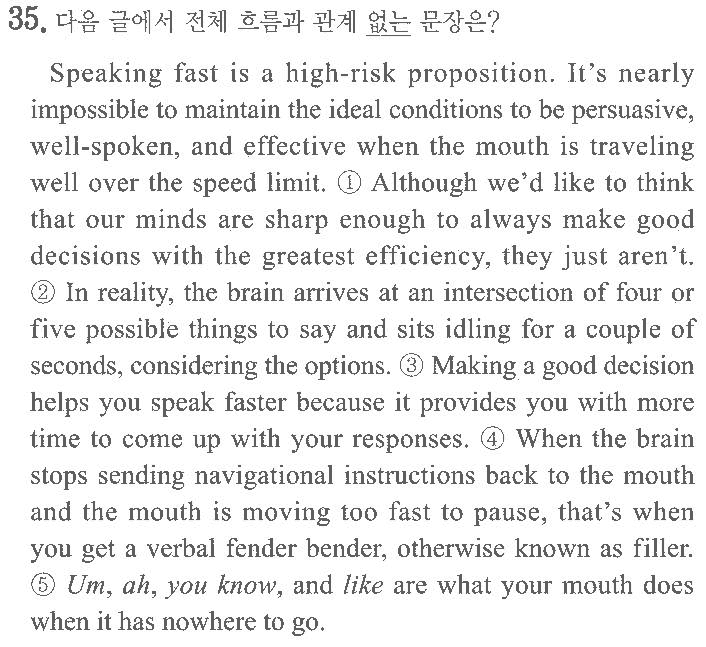 35. 다음 글에서 전체 흐름과 관계 없는 문장은?
Speaking fast is a high-risk proposition. It's nearly
impossible to maintain the ideal conditions to be persuasive,
well-spoken, and effective when the mouth is traveling
well over the speed limit. ① Although we'd like to think
that our minds are sharp enough to always make good
decisions with the greatest efficiency, they just aren't.
② In reality, the brain arrives at an intersection of four or
five possible things to say and sits idling for a couple of
seconds, considering the options. ③ Making a good decision
helps you speak faster because it provides you with more
time to come up with your responses. ④ When the brain
stops sending navigational instructions back to the mouth
and the mouth is moving too fast to pause, that's when
you get a verbal fender bender, otherwise known as filler.
⑤ Um, ah, you know, and like are what your mouth does
when it has nowhere to go.